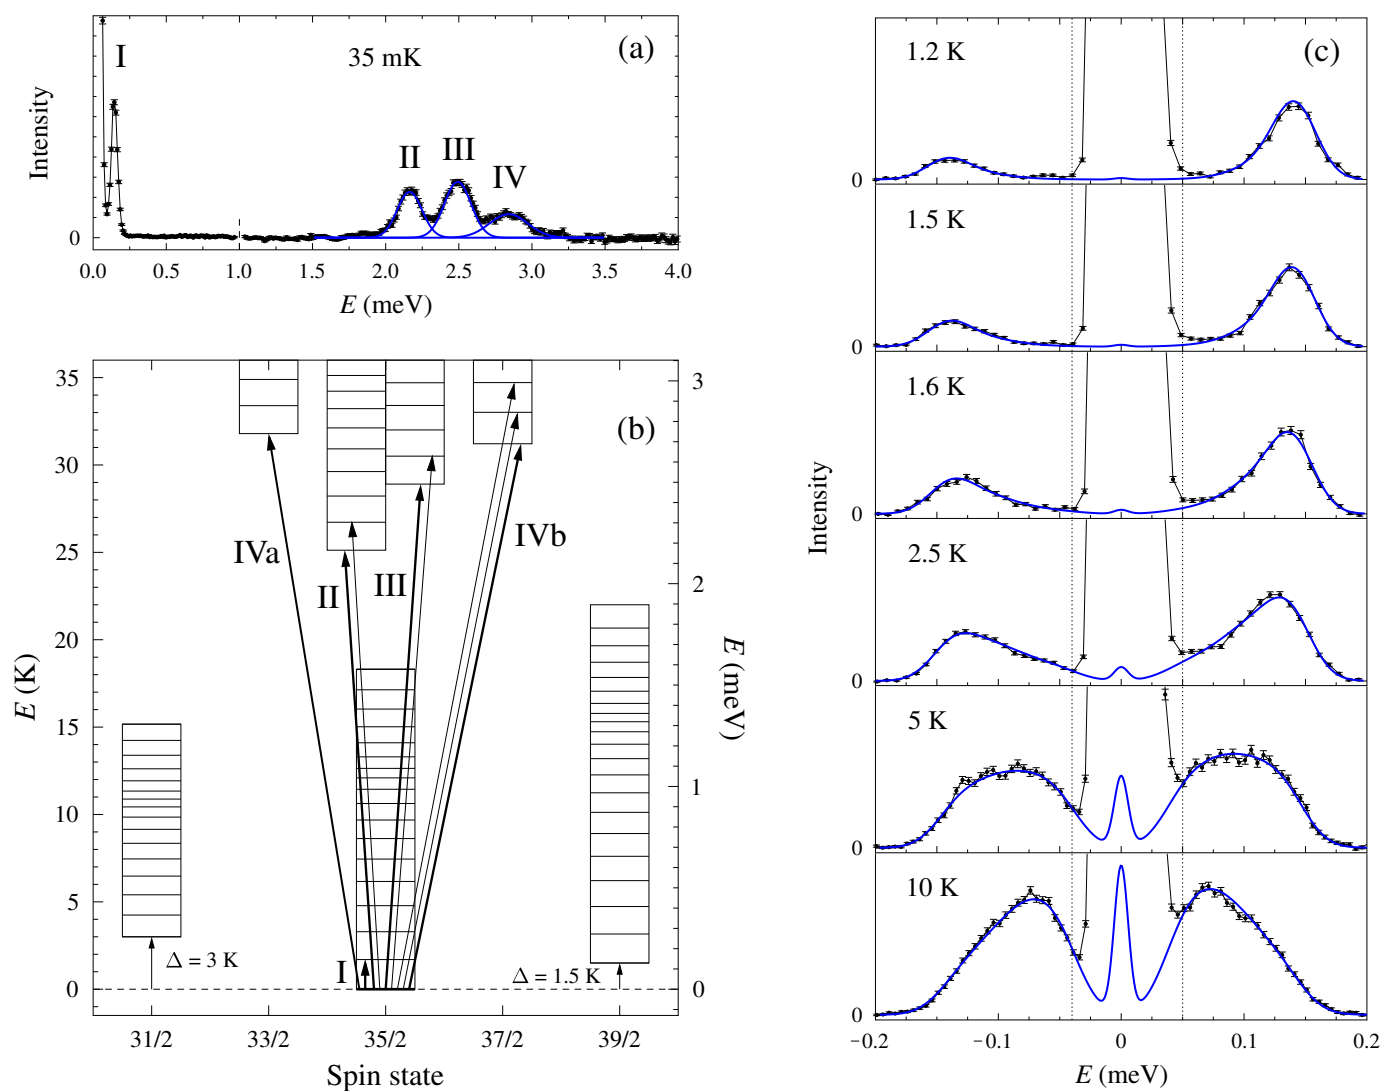 (a)
35 mK
I
II
III
IV
Intensity
0
0.0 0.5 1.0 1.5 2.0 2.5 3.0 3.5 4.0
E (meV)
(b)
35
30
25
20
15
10
5
0
E (K)
3
2
1
0
E (meV)
IVa
II
III
IVb
I
Δ = 3 K
Δ = 1.5 K
31/2 33/2 35/2 37/2 39/2
Spin state
(c)
1.2 K
0
1.5 K
0
1.6 K
0
2.5 K
0
5 K
0
10 K
0
Intensity
−0.2 −0.1 0 0.1 0.2
E (meV)